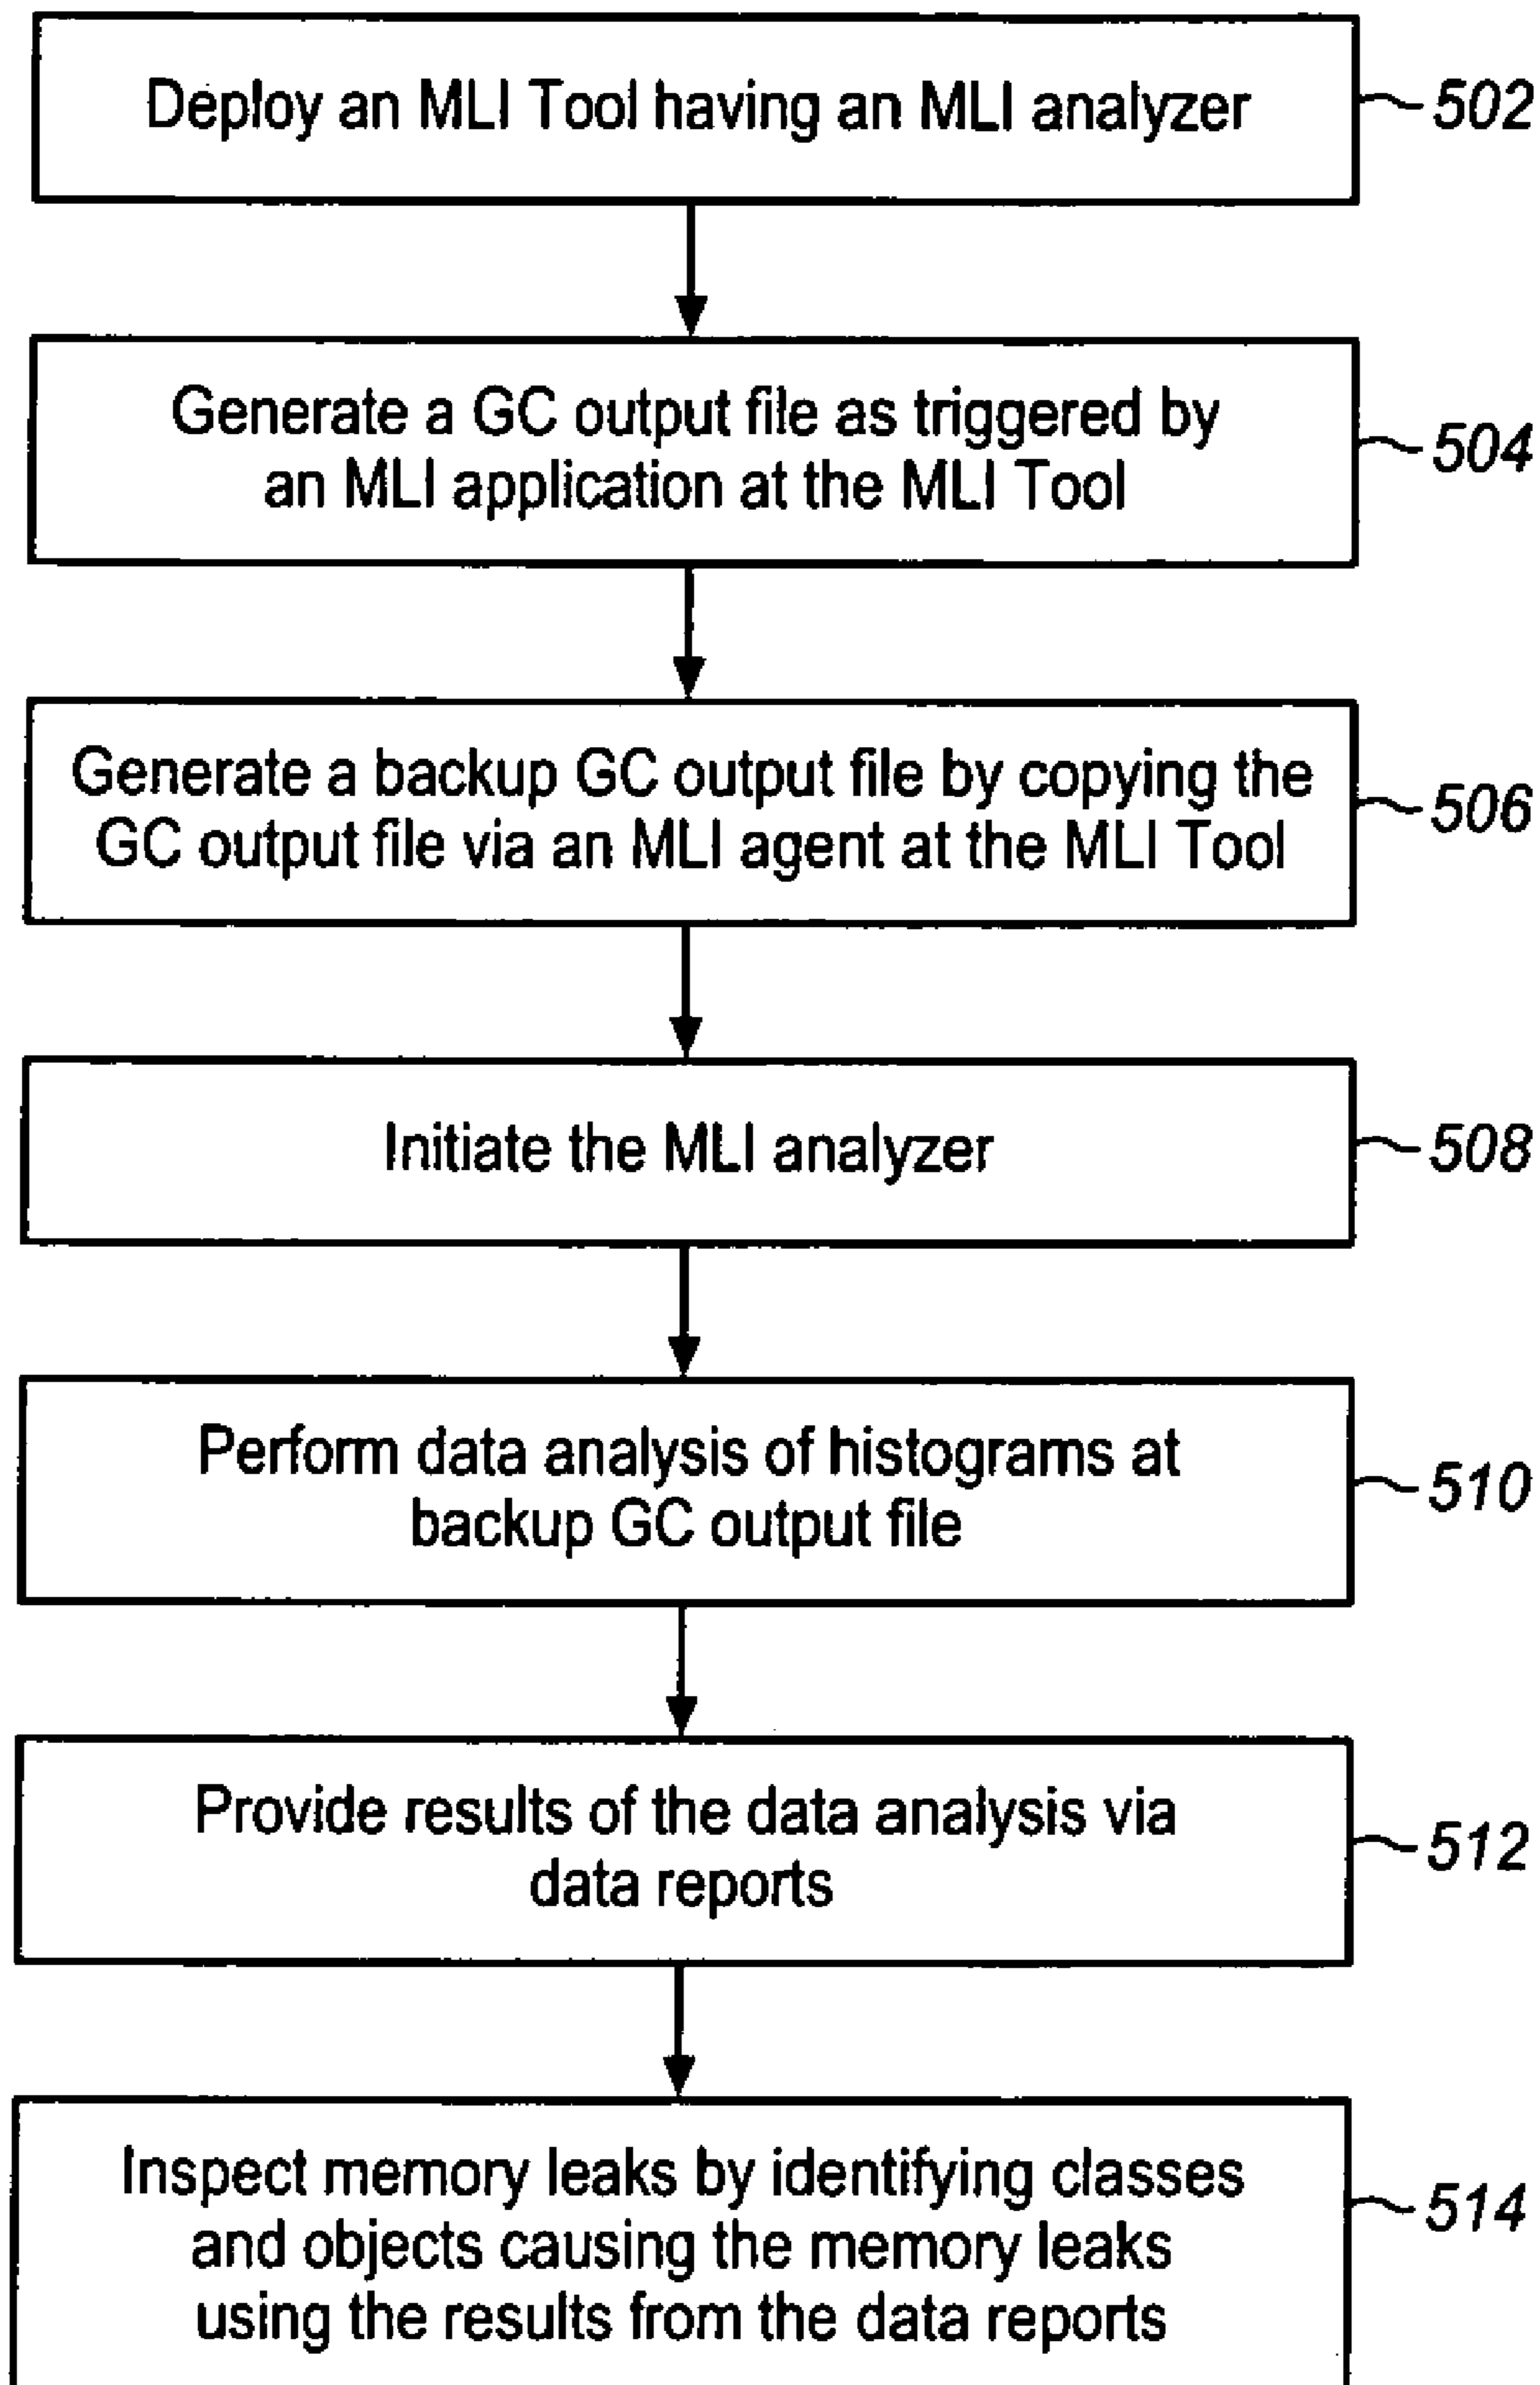 Deploy an MLI Tool having an MLI analyzer
502
Generate a GC output file as triggered by
an MLI application at the MLI Tool
504
Generate a backup GC output file by copying the
GC output file via an MLI agent at the MLI Tool
506
Initiate the MLI analyzer
508
Perform data analysis of histograms at
backup GC output file
510
Provide results of the data analysis via
data reports
512
Inspect memory leaks by identifying classes
and objects causing the memory leaks
using the results from the data reports
514